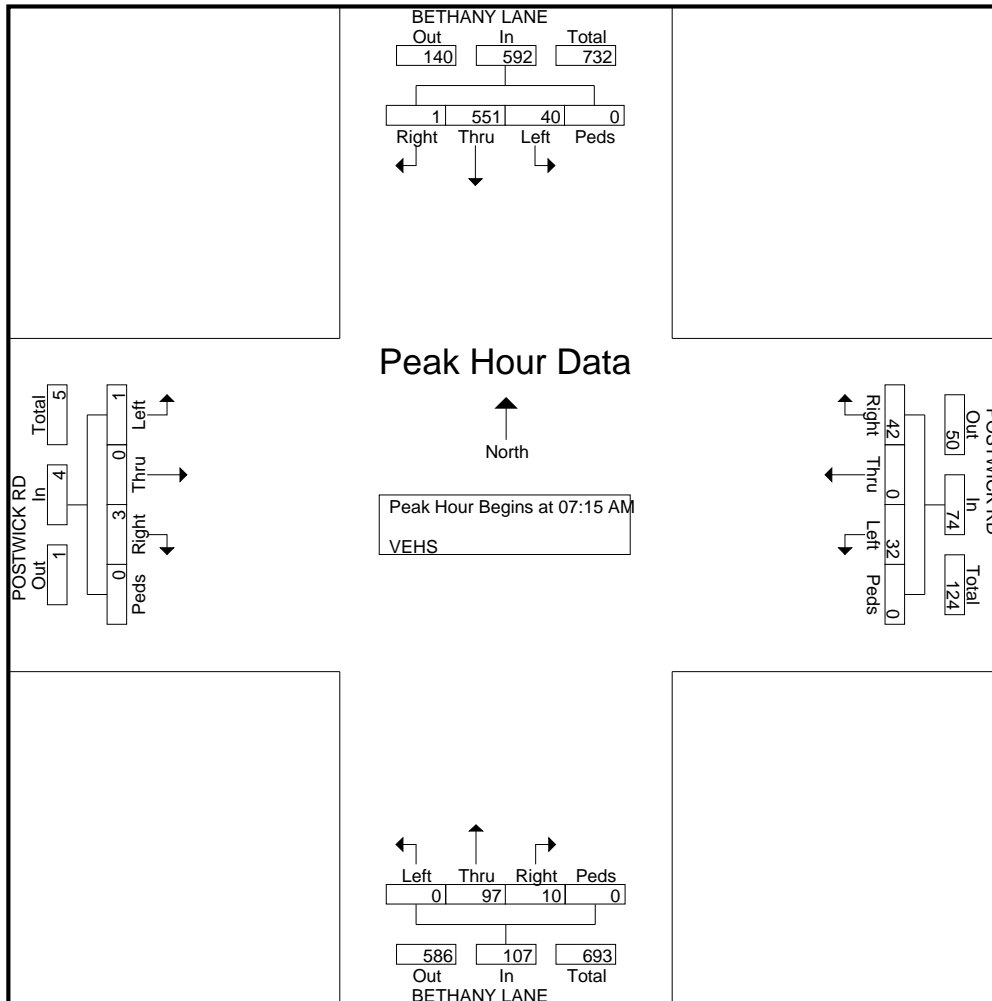 BETHANY LANE
Out In Total
140 592 732
1 551 40 0
Right Thru Left Peds
Peak Hour Data
North
Peak Hour Begins at 07:15 AM
VEHS
POSTWICK RD
Total In Out
5 4 1
1 0 3 0
Left Thru Right Peds
POSTWICK RD
Out In Total
50 74 124
42 0 32 0
Right Thru Left Peds
Left Thru Right Peds
0 97 10 0
586 107 693
Out In Total
BETHANY LANE